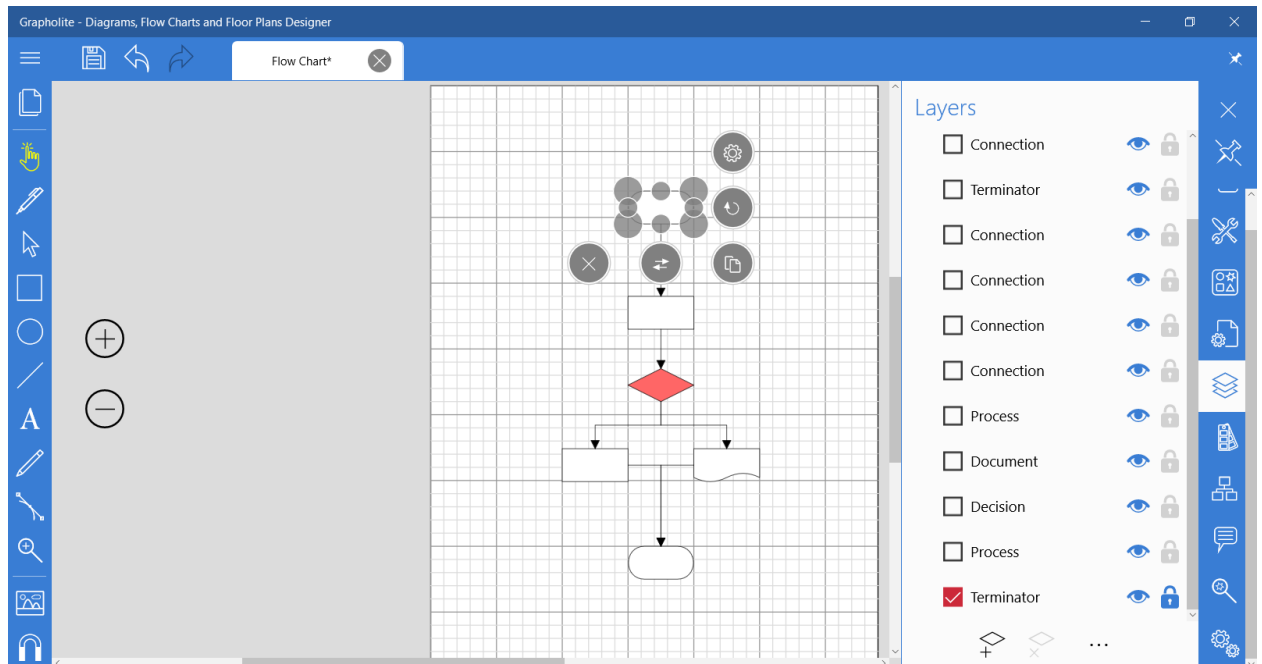 Grapholite - Diagrams, Flow Charts and Floor Plans Designer
Flow Chart*
Layers
Connection
Terminator
Connection
Connection
Connection
Connection
Process
Document
Decision
Process
Terminator
A